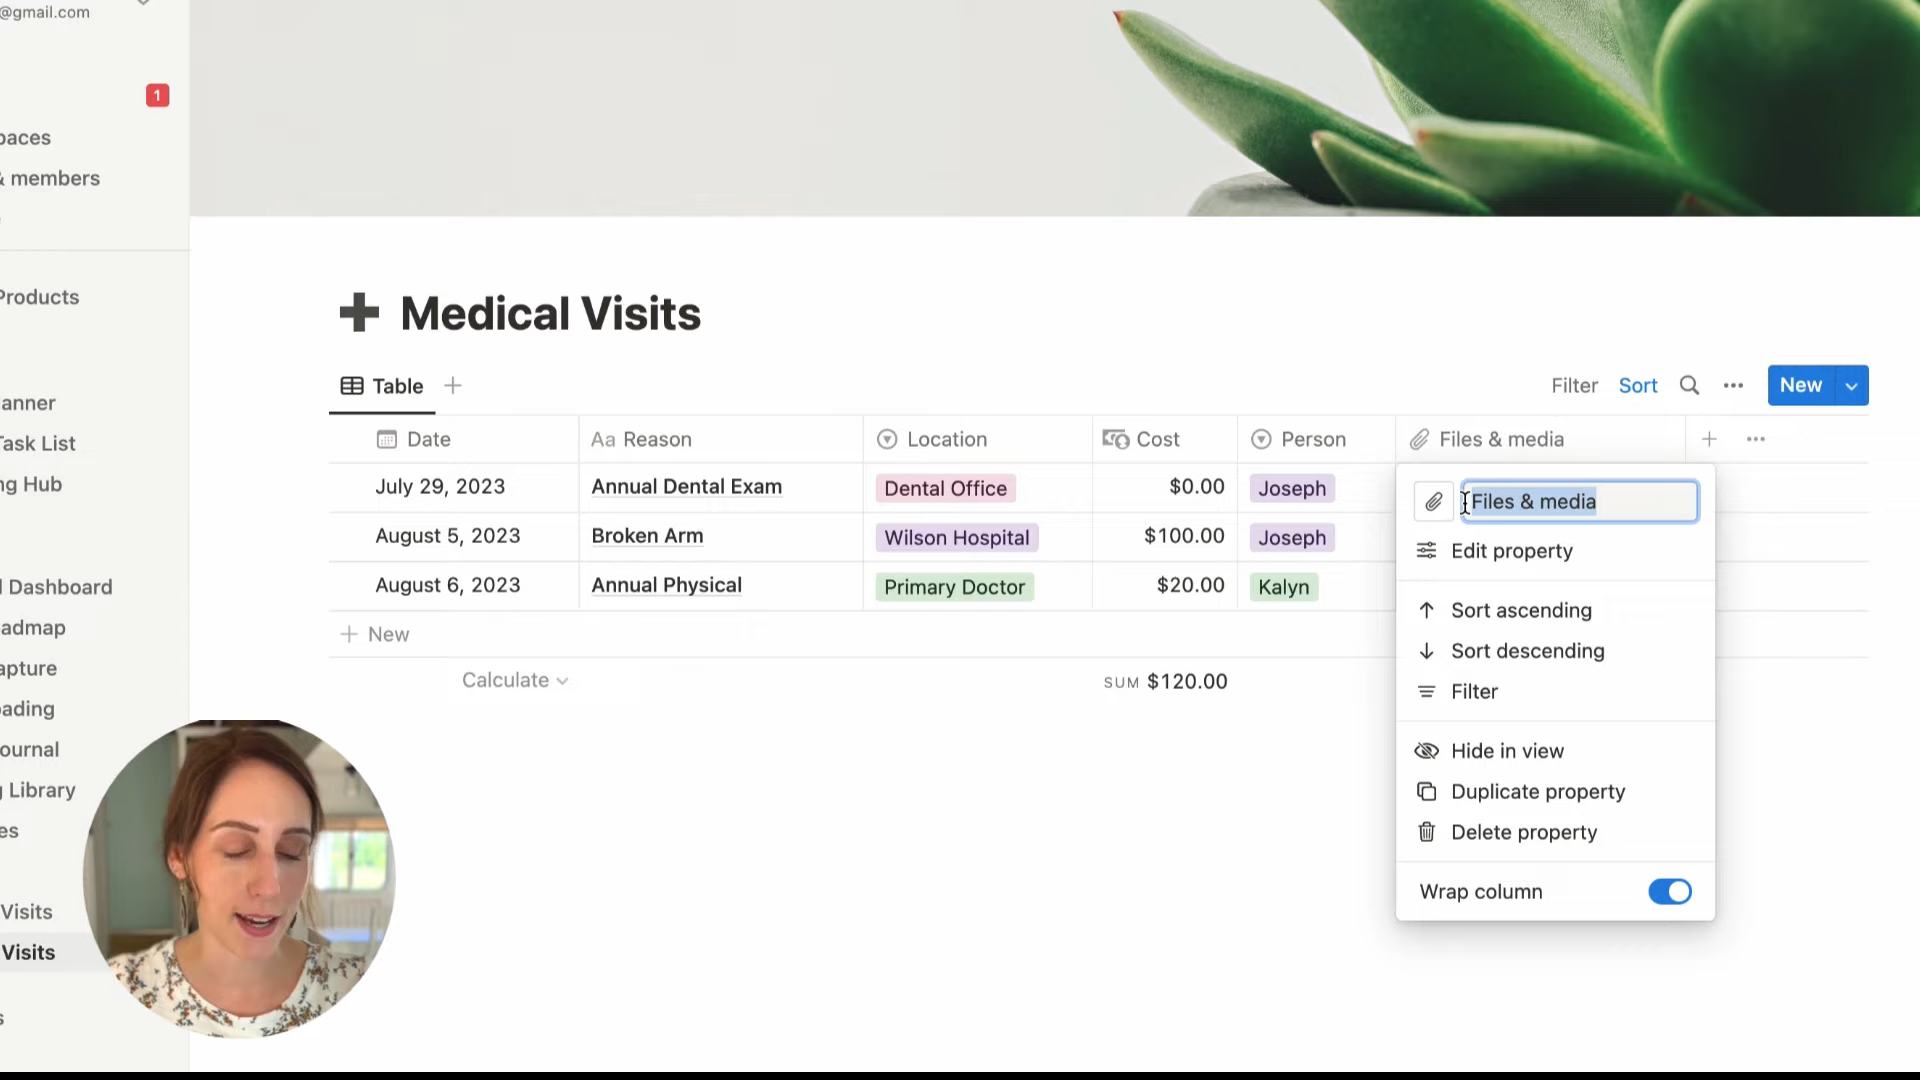 @gmail.com
1
paces
& members
Products
anner
Task List
ng Hub
l Dashboard
admap
apture
ading
ournal
g Library
es
Visits
Visits
s
Medical Visits
Table
Filter Sort New
Date Aa Reason Location Cost Person Files & media
July 29, 2023 Annual Dental Exam Dental Office $0.00 Joseph
August 5, 2023 Broken Arm Wilson Hospital $100.00 Joseph
August 6, 2023 Annual Physical Primary Doctor $20.00 Kalyn
New
Calculate SUM $120.00
Files & media
Edit property
Sort ascending
Sort descending
Filter
Hide in view
Duplicate property
Delete property
Wrap column